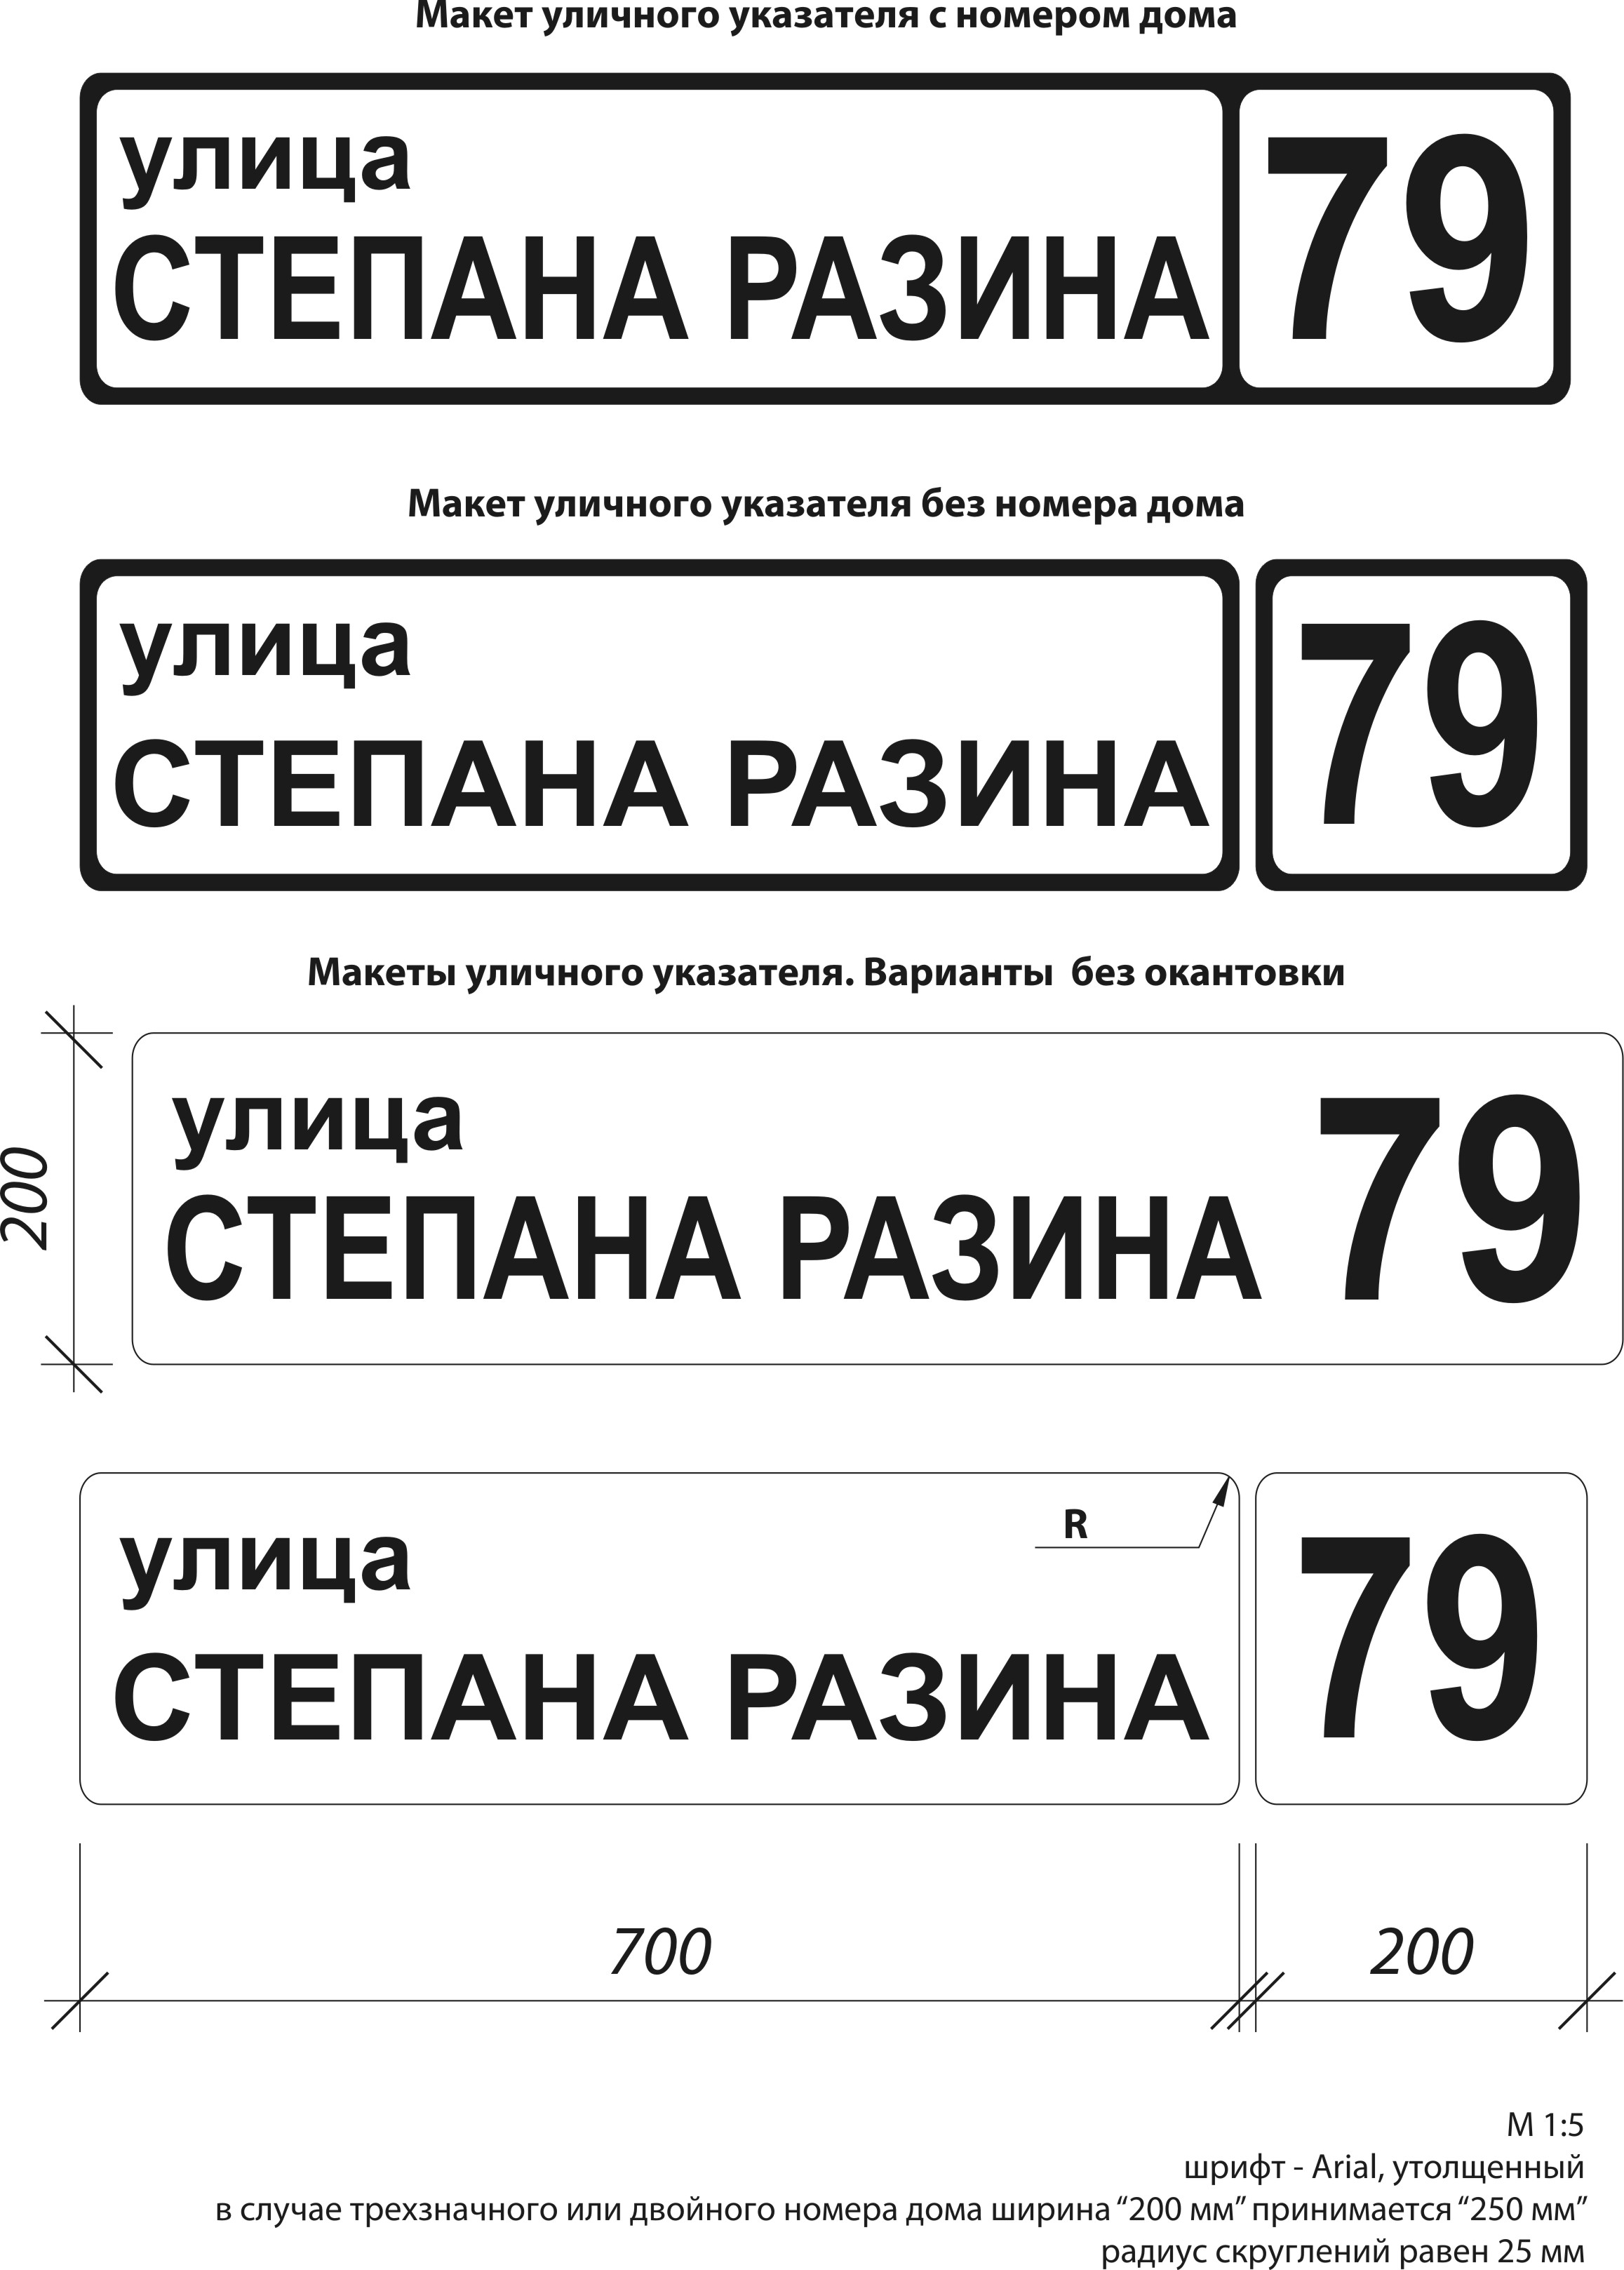 Макет уличного указателя с номером дома
улица
СТЕПАНА РАЗИНА 79
Макет уличного указателя без номера дома
улица
СТЕПАНА РАЗИНА 79
Макеты уличного указателя. Варианты без окантовки
200
улица
СТЕПАНА РАЗИНА 79
R
улица
СТЕПАНА РАЗИНА 79
700 200
М 1:5
шрифт - Arial, утолщенный
в случае трехзначного или двойного номера дома ширина “200 мм” принимается “250 мм”
радиус скруглений равен 25 мм